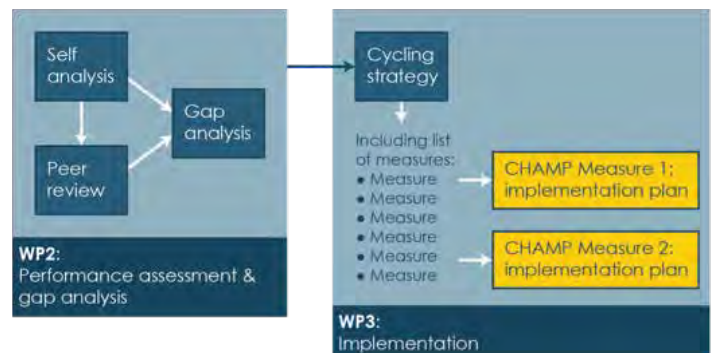 Self
analysis
Gap
analysis
Peer
review
WP2:
Performance assessment &
gap analysis
Cycling
strategy
Including list
of measures:
• Measure
• Measure
• Measure
• Measure
• Measure
• Measure
CHAMP Measure 1:
implementation plan
CHAMP Measure 2:
implementation plan
WP3:
Implementation